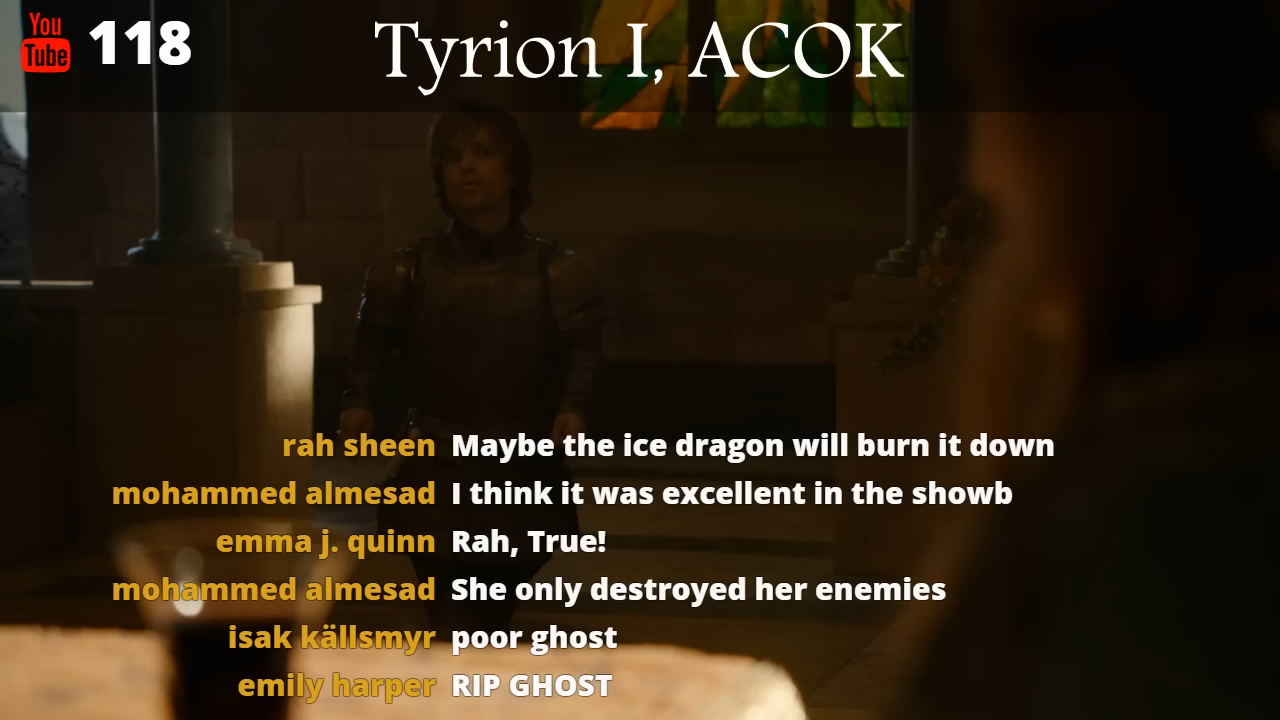 You Tube 118
Tyrion I, ACOK
rah sheen Maybe the ice dragon will burn it down
mohammed almesad I think it was excellent in the showb
emma j. quinn Rah, True!
mohammed almesad She only destroyed her enemies
isak källsmyr poor ghost
emily harper RIP GHOST